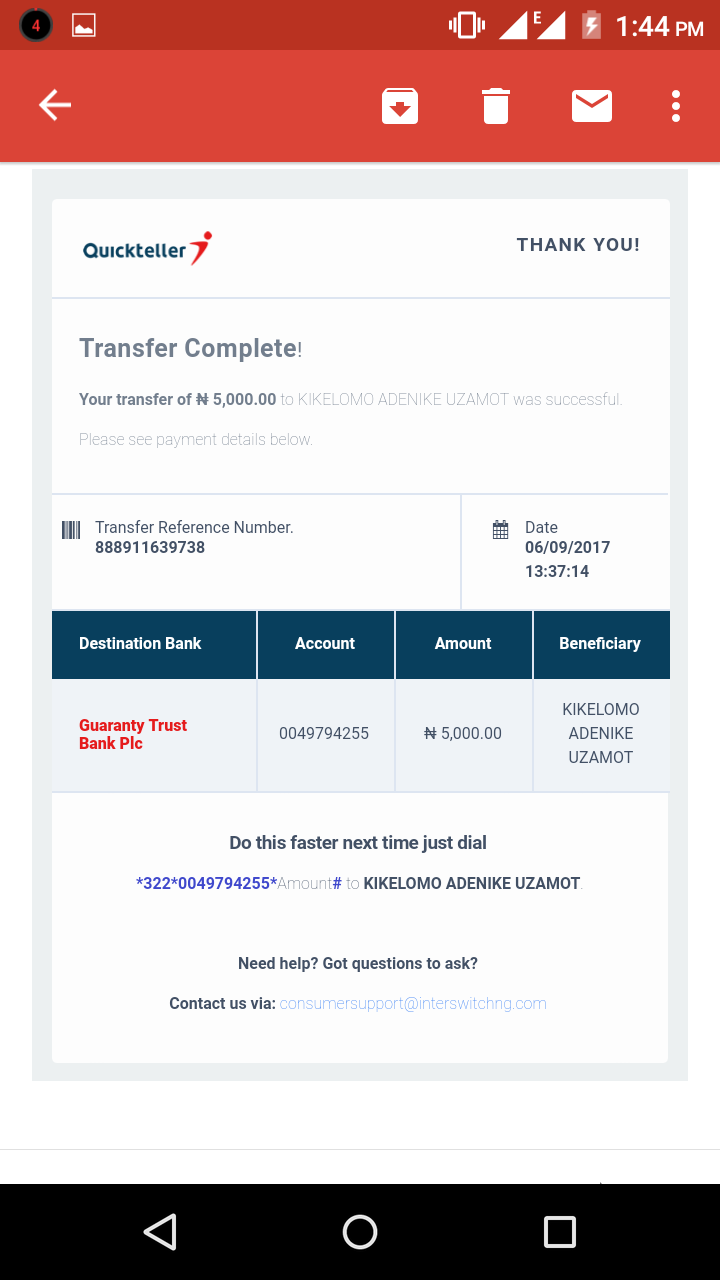 4
E
1:44 PM
Quickteller
THANK YOU!
Transfer Complete!
Your transfer of ₦ 5,000.00 to KIKELOMO ADENIKE UZAMOT was successful.
Please see payment details below.
Transfer Reference Number.
888911639738
Date
06/09/2017
13:37:14
Destination Bank Account Amount Beneficiary
Guaranty Trust
Bank Plc
0049794255
₦ 5,000.00
KIKELOMO
ADENIKE
UZAMOT
Do this faster next time just dial
*322*0049794255*Amount# to KIKELOMO ADENIKE UZAMOT.
Need help? Got questions to ask?
Contact us via: consumersupport@interswitchng.com